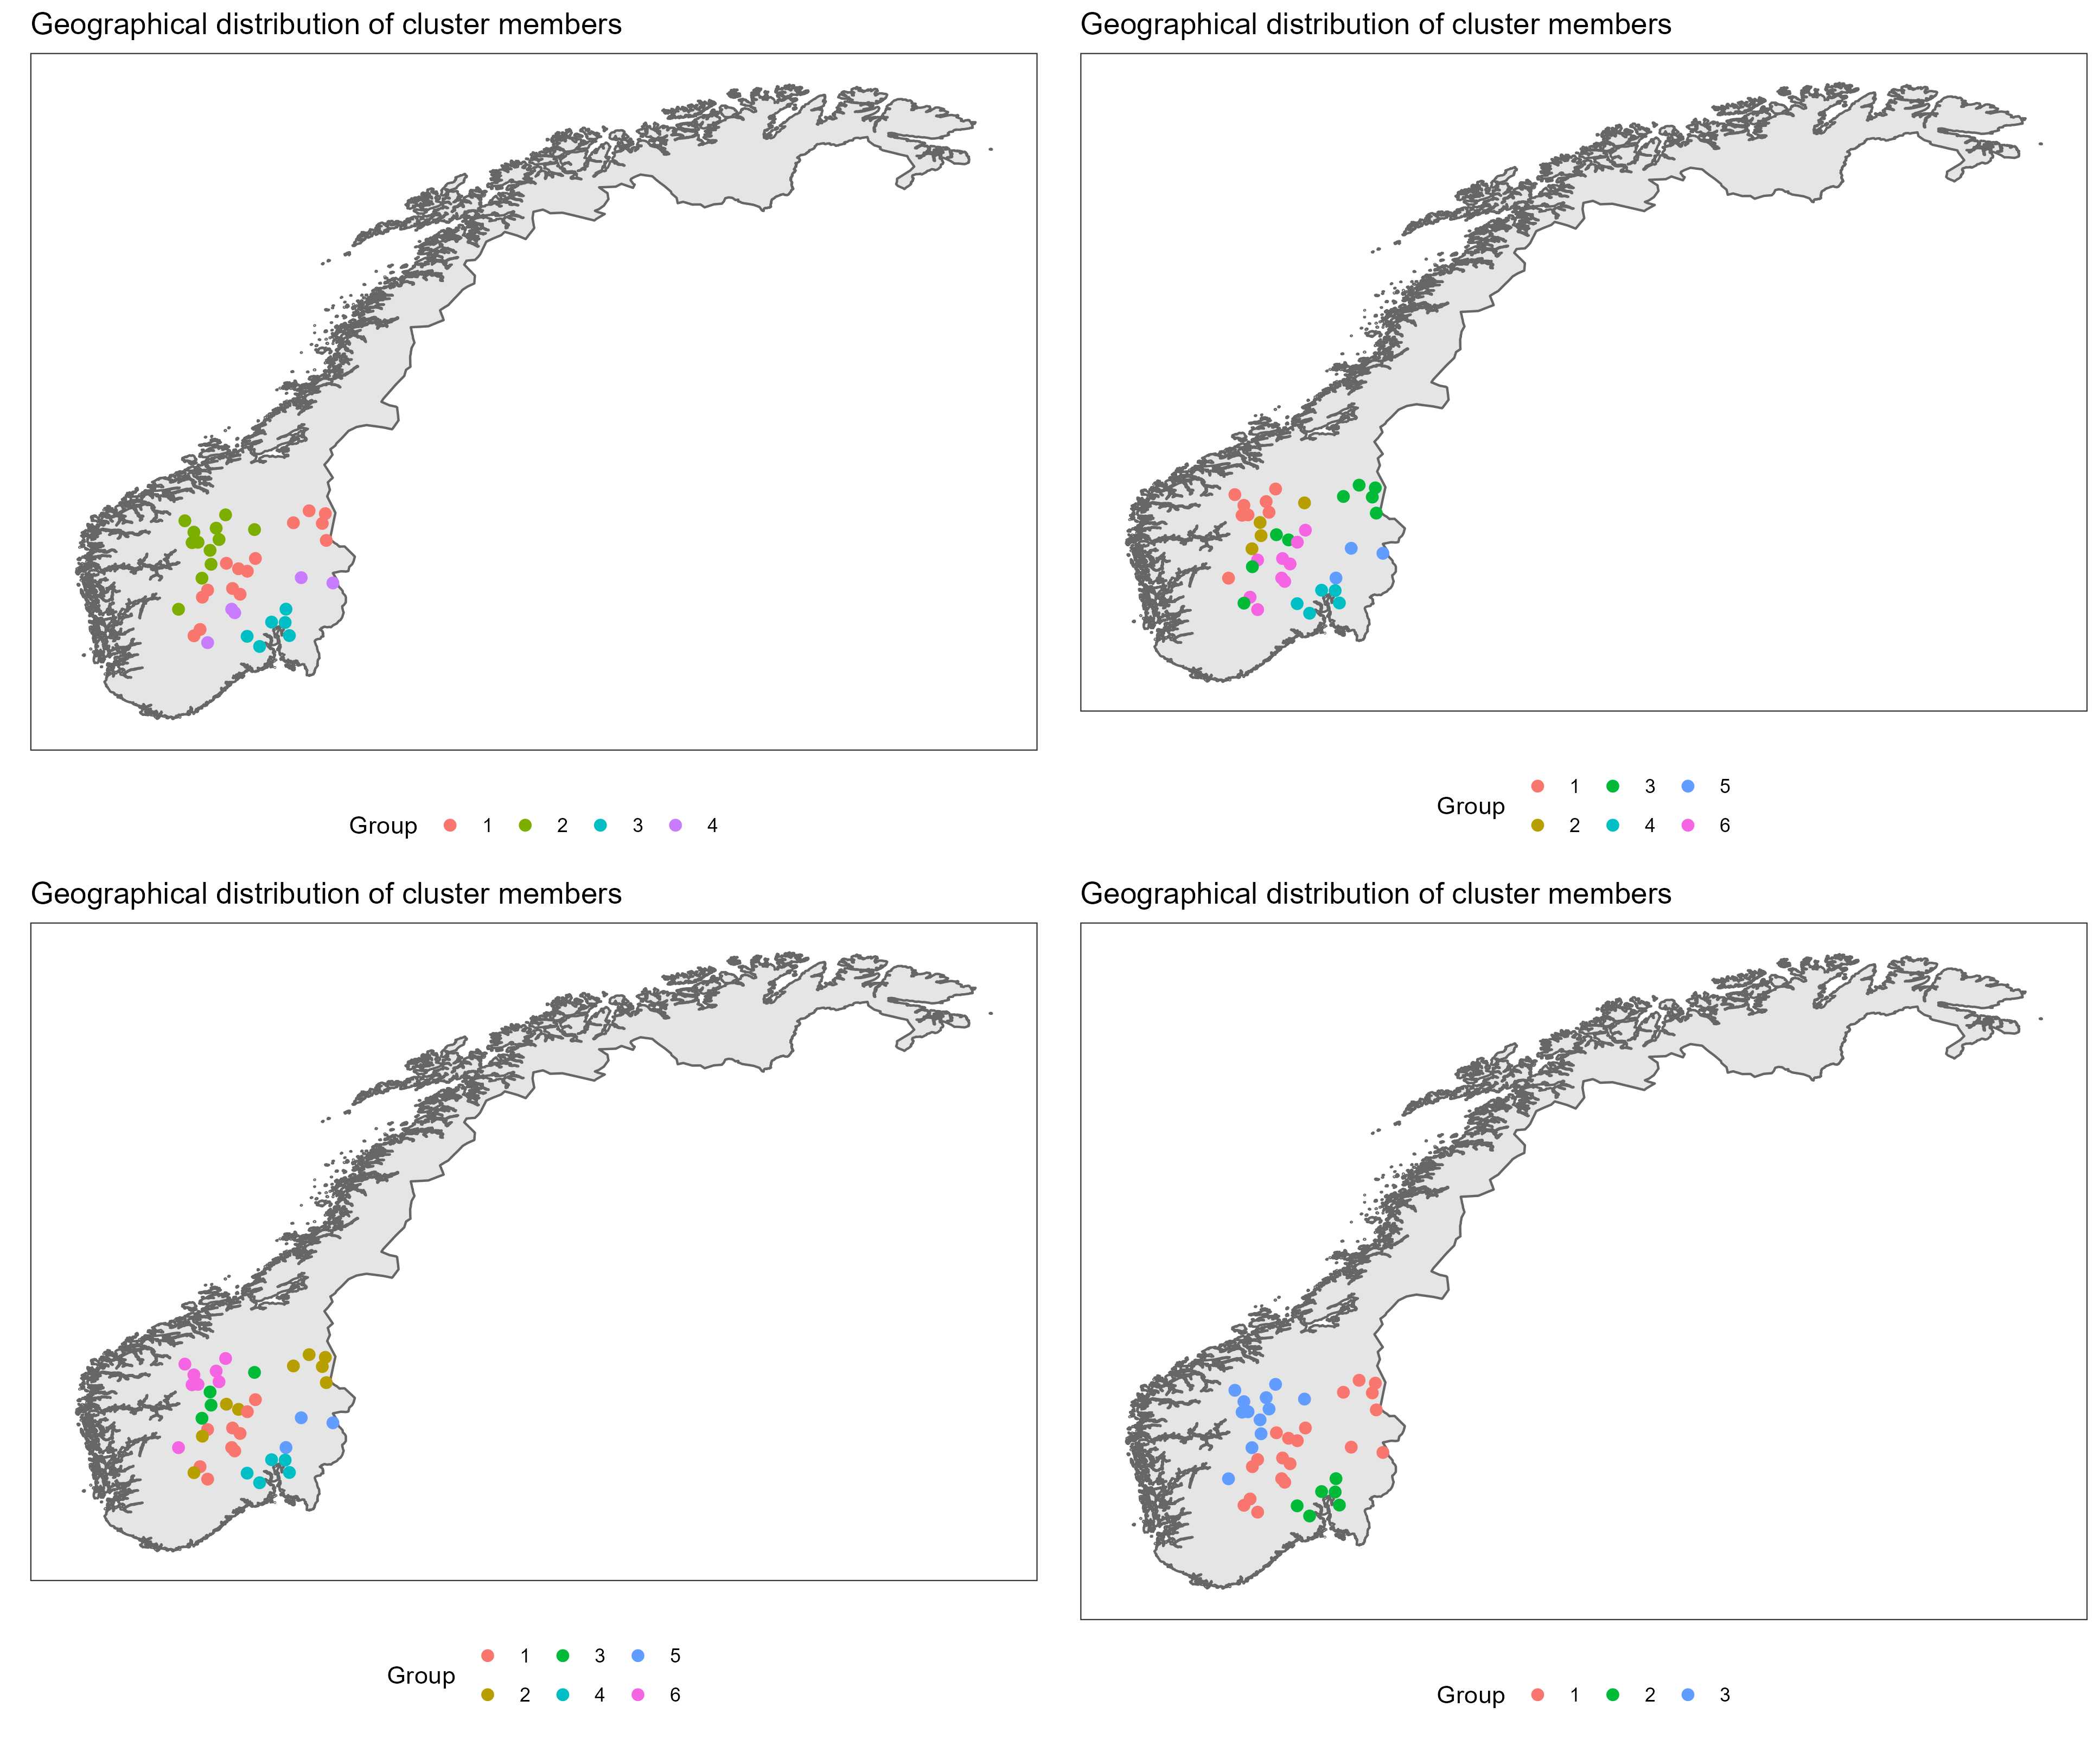 Geographical distribution of cluster members
Group 1 2 3 4
Geographical distribution of cluster members
Group
1 3 5
2 4 6
Geographical distribution of cluster members
Group
1 3 5
2 4 6
Geographical distribution of cluster members
Group 1 2 3